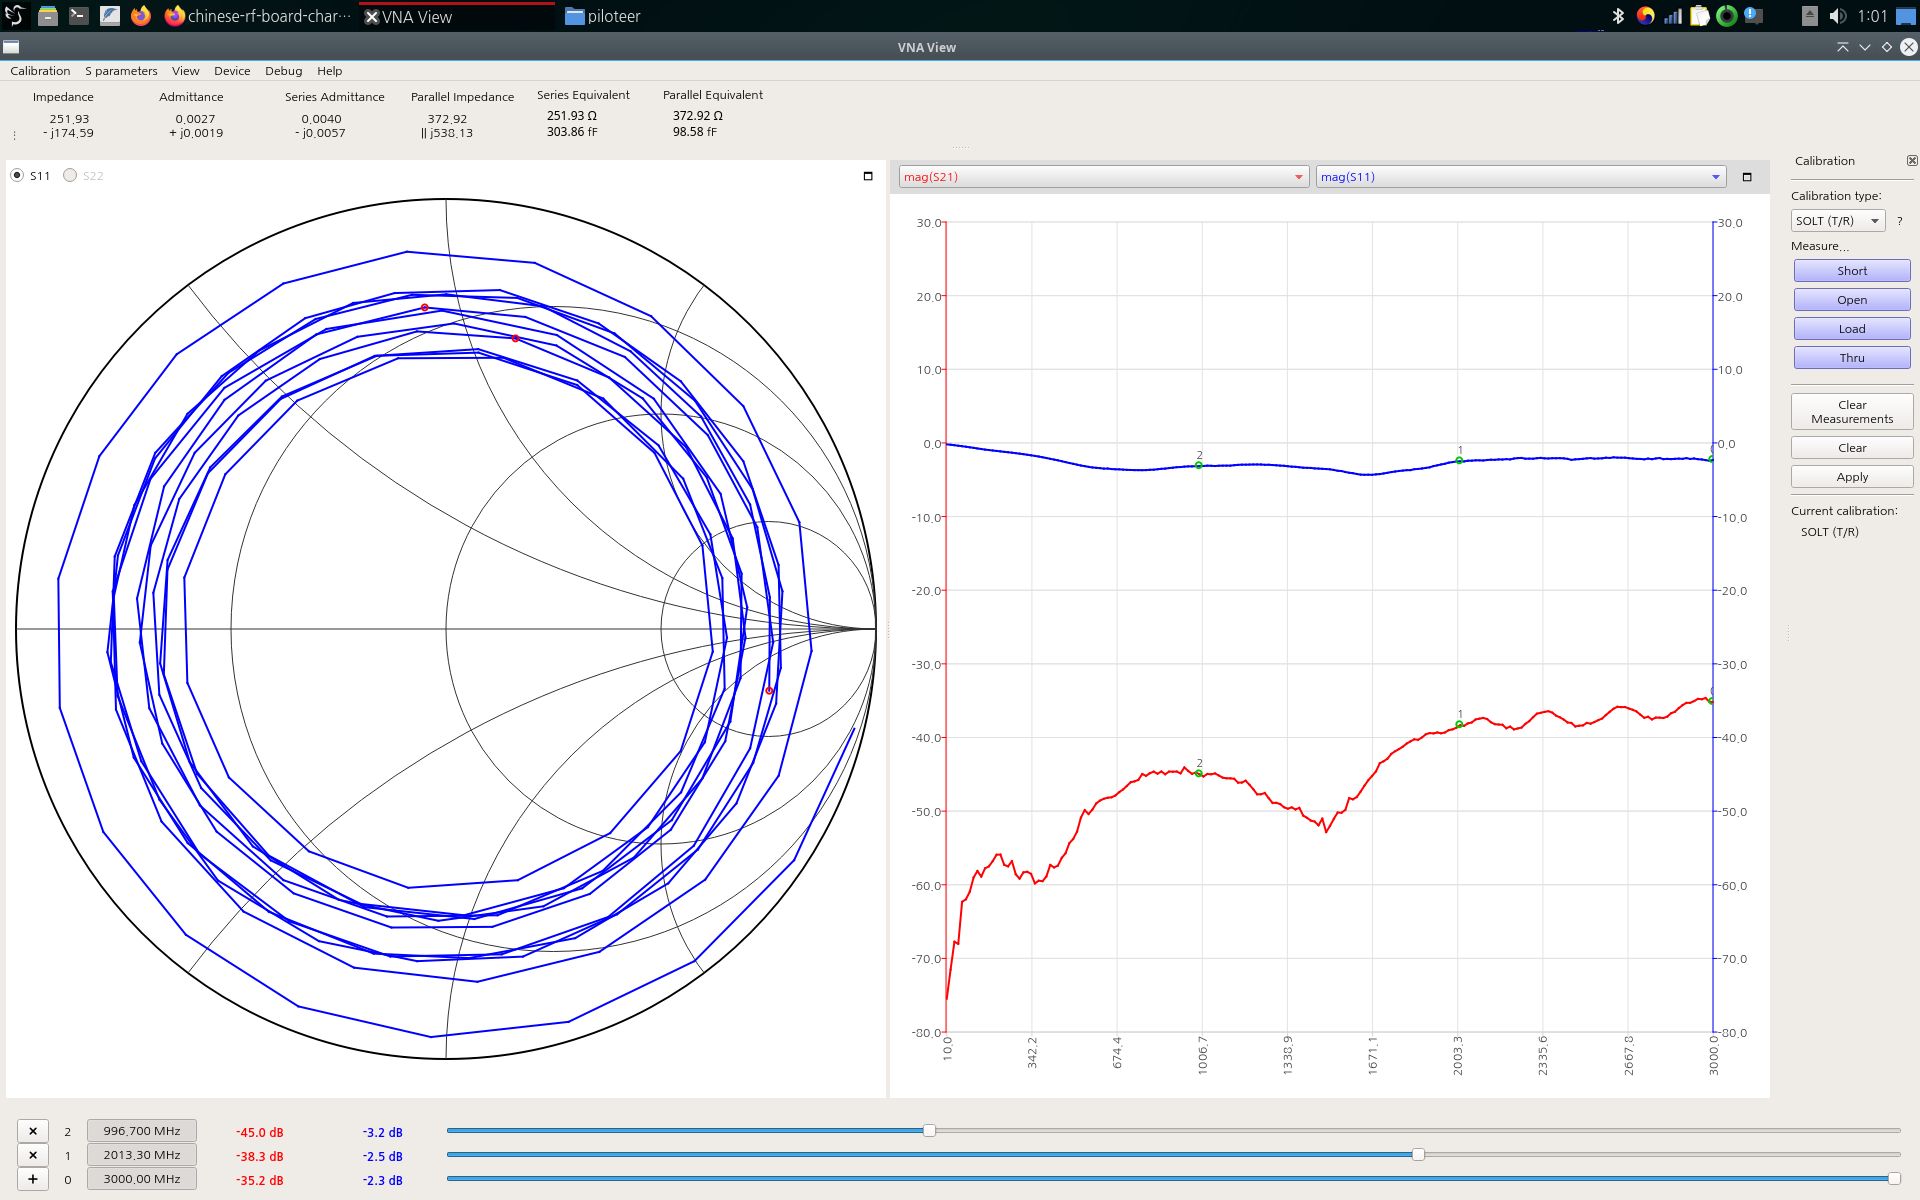 chinese-rf-board-char…
VNA View
piloteer
1:01
VNA View
Calibration S parameters View Device Debug Help
Impedance Admittance Series Admittance Parallel Impedance Series Equivalent Parallel Equivalent
251.93 0.0027 0.0040 372.92 251.93 Ω 372.92 Ω
- j174.59 + j0.0019 - j0.0057 || j538.13 303.86 fF 98.58 fF
S11 S22
mag(S21) mag(S11)
30.0 30.0
20.0 20.0
10.0 10.0
0.0 0.0
-10.0 -10.0
-20.0 -20.0
-30.0 -30.0
-40.0 -40.0
-50.0 -50.0
-60.0 -60.0
-70.0 -70.0
-80.0 -80.0
2 1 0
2 1 0
10.0 342.2 674.4 1006.7 1338.9 1671.1 2003.3 2335.6 2667.8 3000.0
Calibration
Calibration type:
SOLT (T/R) ?
Measure...
Short
Open
Load
Thru
Clear
Measurements
Clear
Apply
Current calibration:
SOLT (T/R)
× 2 996.700 MHz -45.0 dB -3.2 dB
× 1 2013.30 MHz -38.3 dB -2.5 dB
+ 0 3000.00 MHz -35.2 dB -2.3 dB